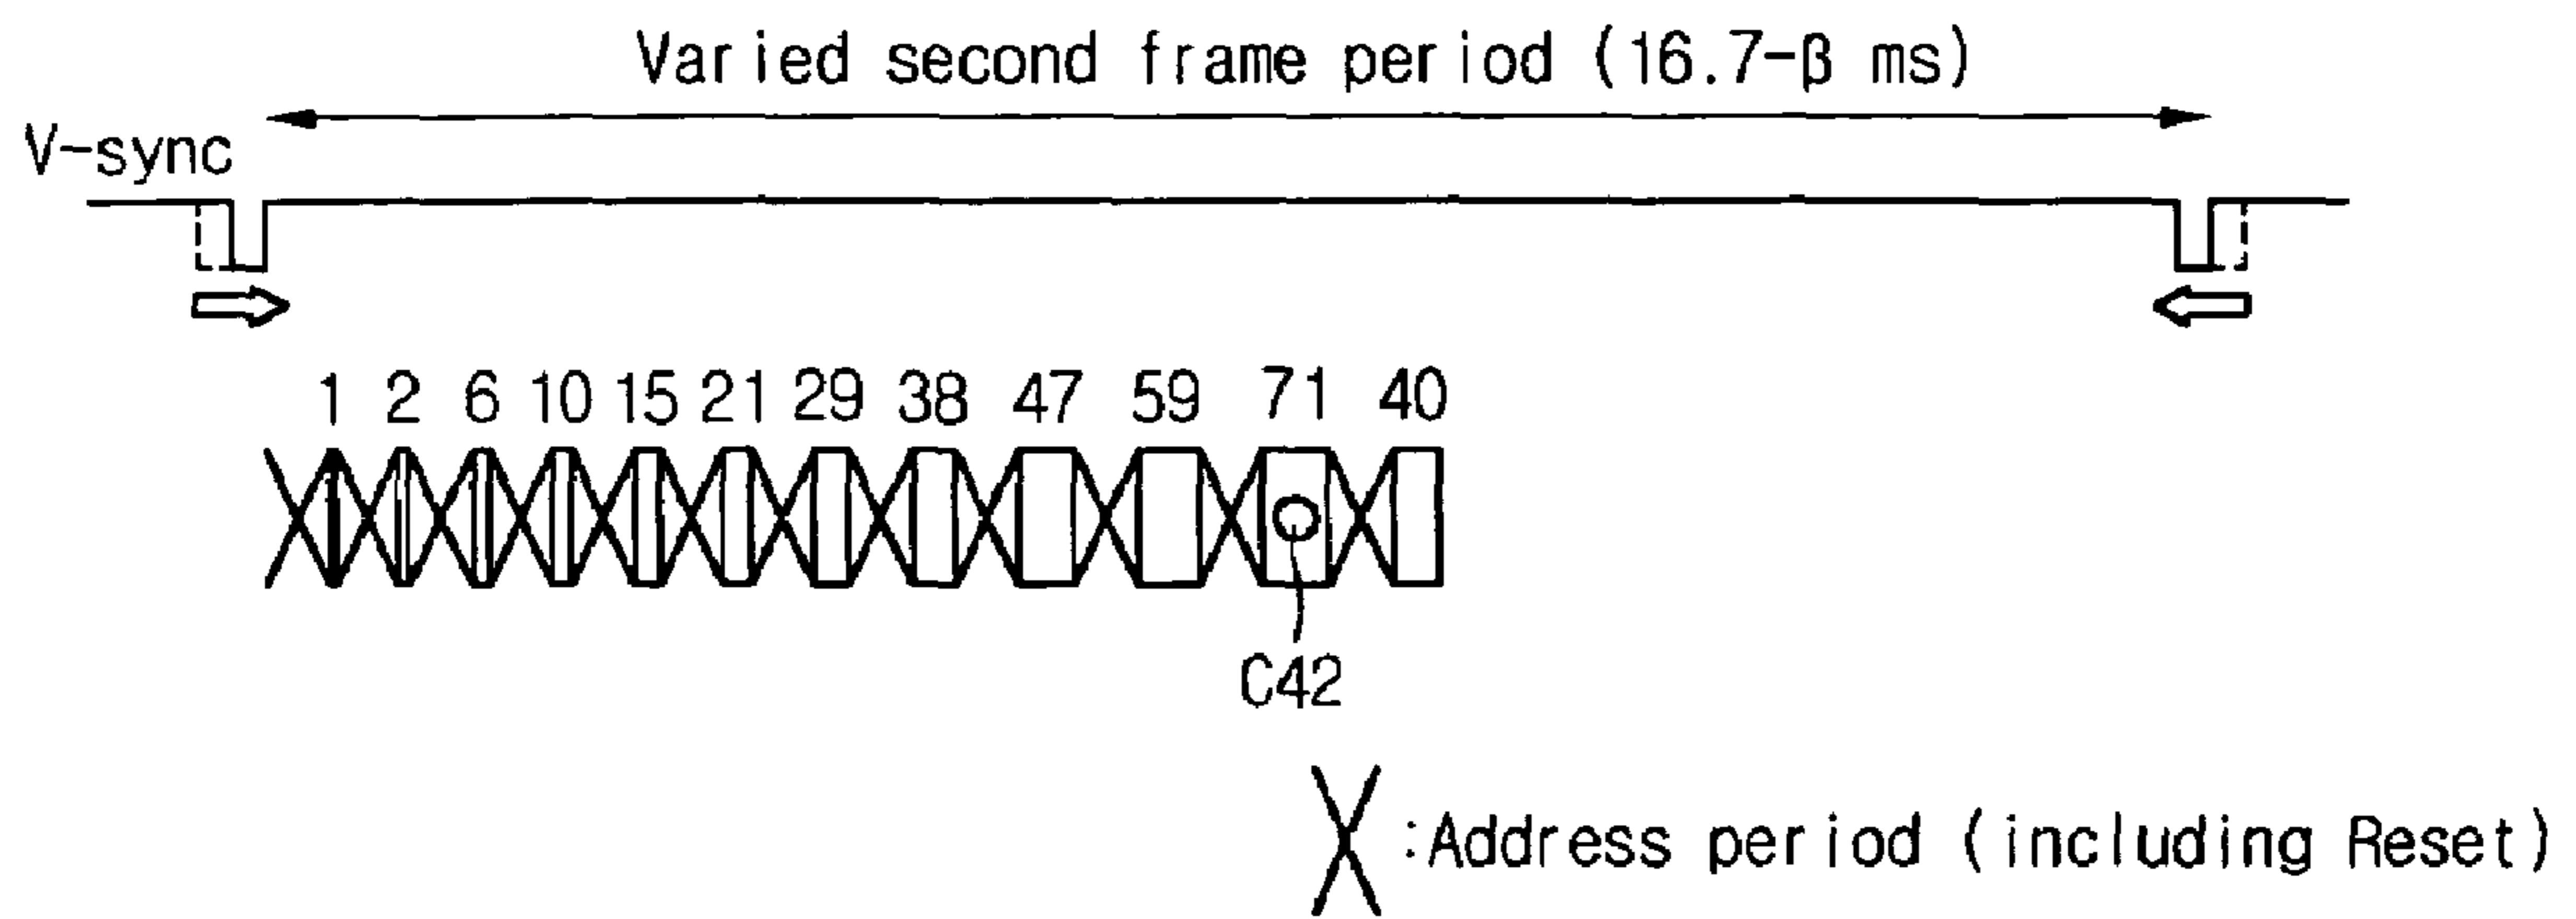 Varied second frame period (16.7-β ms)
V-sync
1 2 6 10 15 21 29 38 47 59 71 40
C42
:Address period (including Reset)